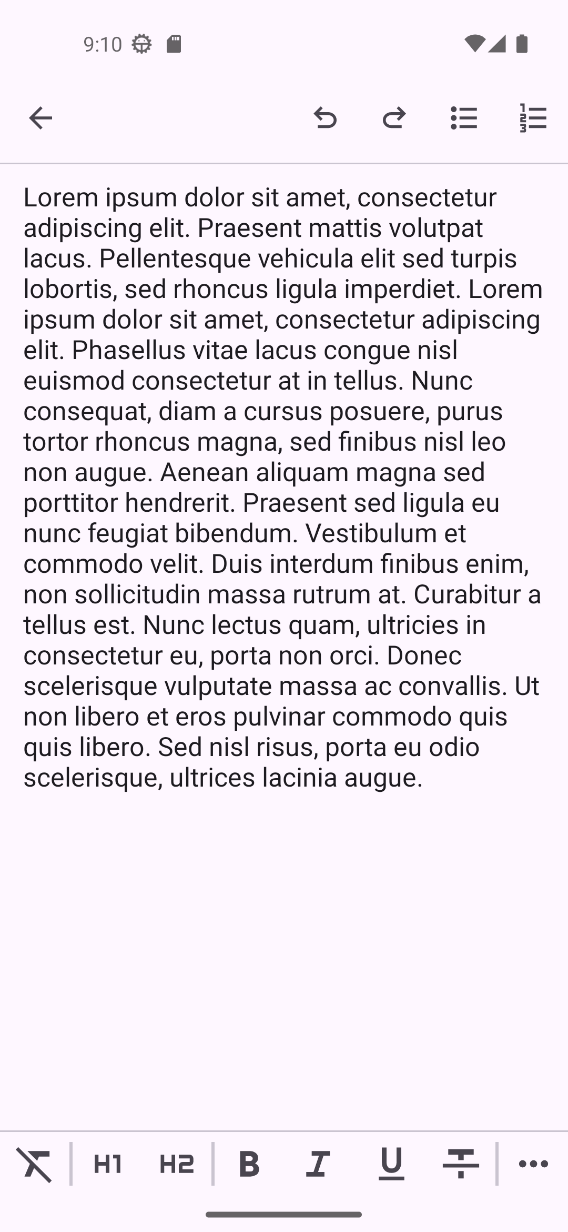 9:10
Lorem ipsum dolor sit amet, consectetur
adipiscing elit. Praesent mattis volutpat
lacus. Pellentesque vehicula elit sed turpis
lobortis, sed rhoncus ligula imperdiet. Lorem
ipsum dolor sit amet, consectetur adipiscing
elit. Phasellus vitae lacus congue nisl
euismod consectetur at in tellus. Nunc
consequat, diam a cursus posuere, purus
tortor rhoncus magna, sed finibus nisl leo
non augue. Aenean aliquam magna sed
porttitor hendrerit. Praesent sed ligula eu
nunc feugiat bibendum. Vestibulum et
commodo velit. Duis interdum finibus enim,
non sollicitudin massa rutrum at. Curabitur a
tellus est. Nunc lectus quam, ultricies in
consectetur eu, porta non orci. Donec
scelerisque vulputate massa ac convallis. Ut
non libero et eros pulvinar commodo quis
quis libero. Sed nisl risus, porta eu odio
scelerisque, ultrices lacinia augue.
H1 H2 B I U T